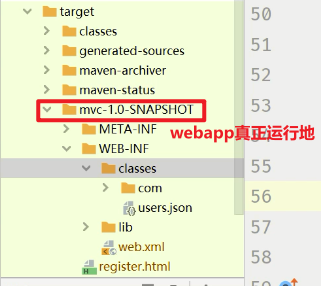 target
classes
generated-sources
maven-archiver
maven-status
mvc-1.0-SNAPSHOT
webapp真正运行地
META-INF
WEB-INF
classes
com
users.json
lib
web.xml
register.html
50
51
52
53
54
55
56
57
58